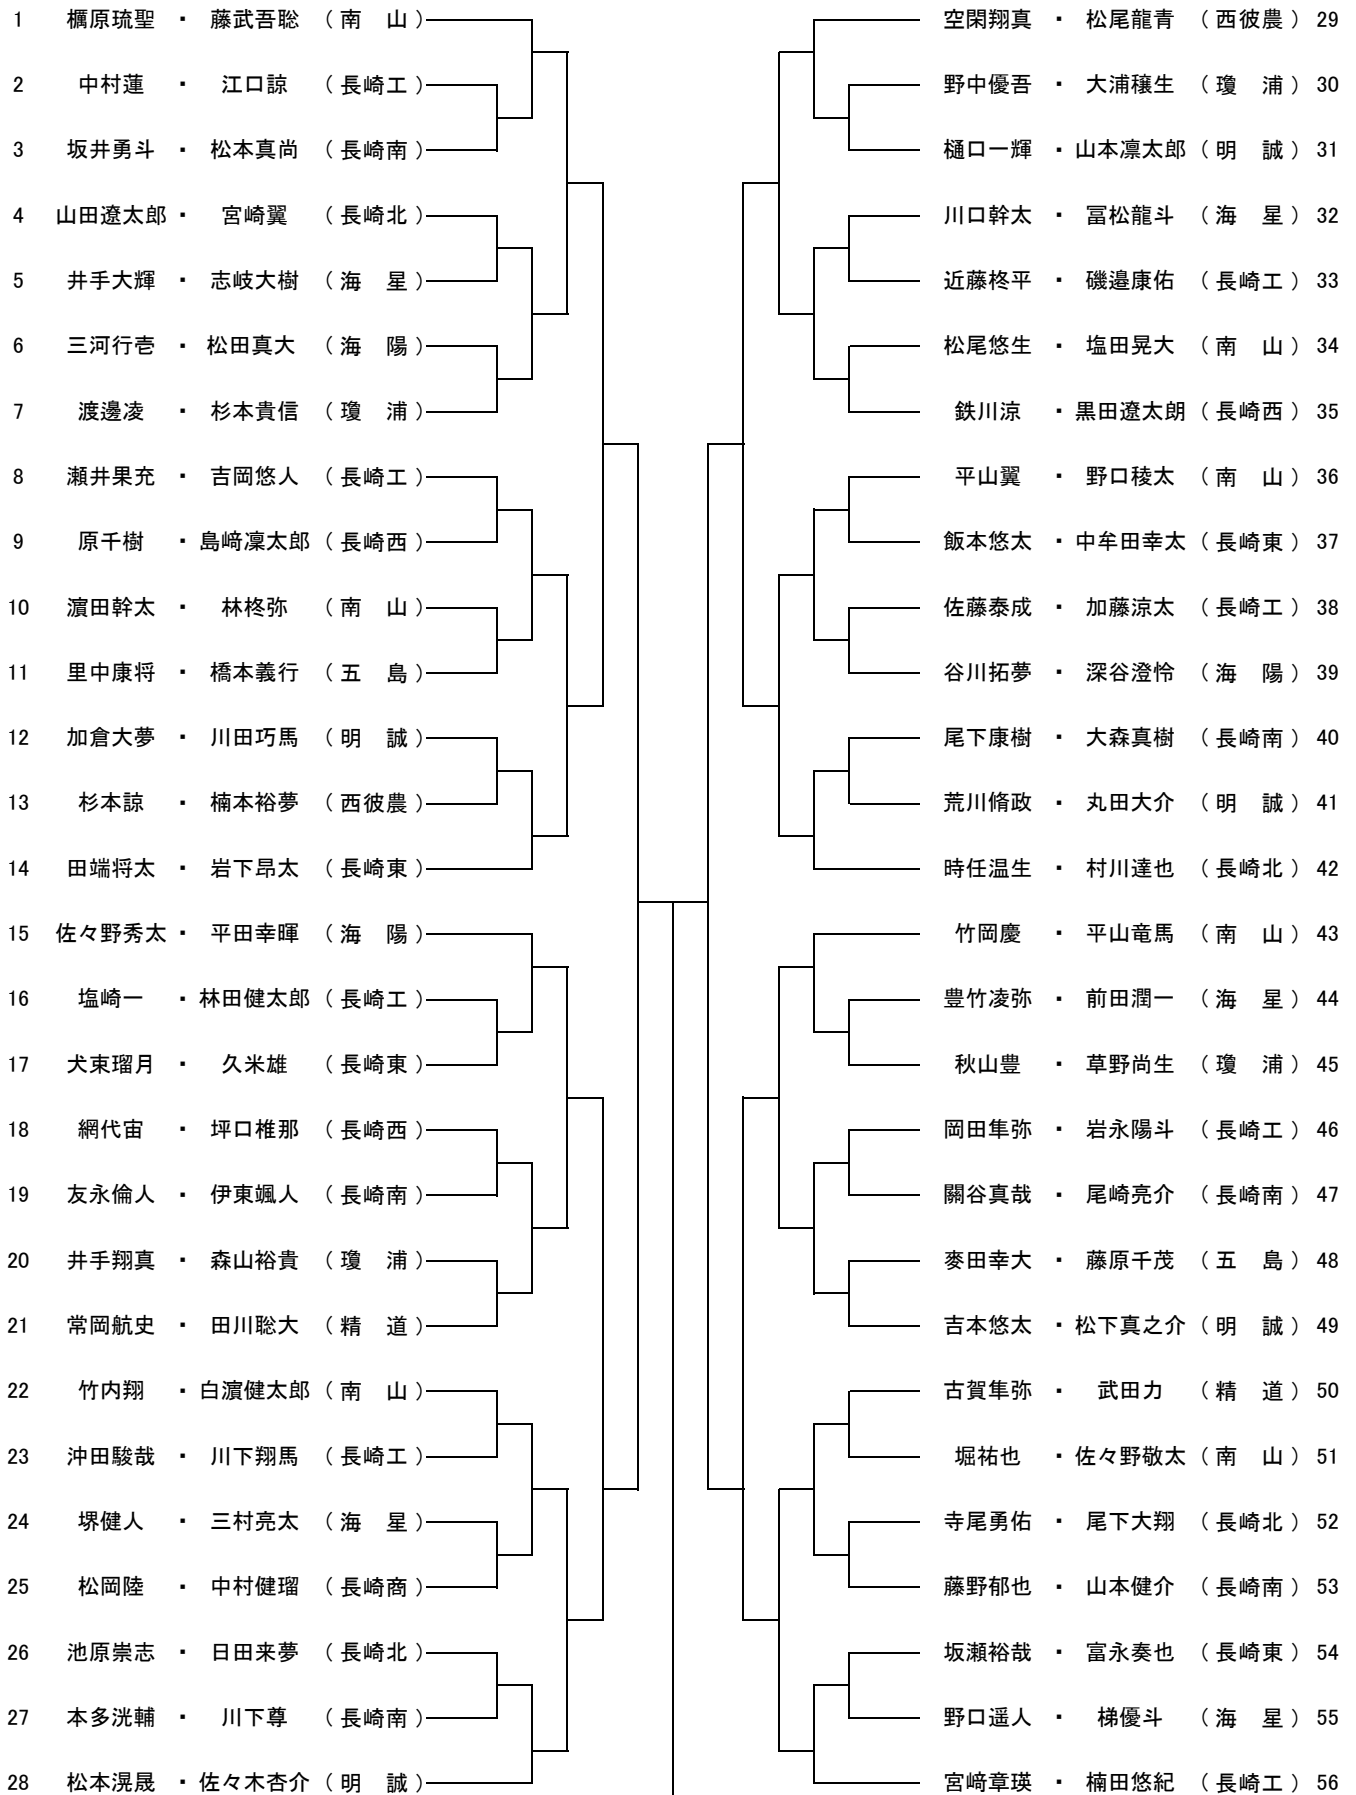 1 櫔原琉聖 ・ 藤武吾聡 （ 南 山 ）
2 中村蓮 ・ 江口諒 （ 長崎工 ）
3 坂井勇斗 ・ 松本真尚 （ 長崎南 ）
4 山田遼太郎 ・ 宮崎翼 （ 長崎北 ）
5 井手大輝 ・ 志岐大樹 （ 海 星 ）
6 三河行壱 ・ 松田真大 （ 海 陽 ）
7 渡邊凌 ・ 杉本貴信 （ 瓊 浦 ）
8 瀬井果充 ・ 吉岡悠人 （ 長崎工 ）
9 原千樹 ・ 島﨑凜太郎 （ 長崎西 ）
10 濵田幹太 ・ 林柊弥 （ 南 山 ）
11 里中康将 ・ 橋本義行 （ 五 島 ）
12 加倉大夢 ・ 川田巧馬 （ 明 誠 ）
13 杉本諒 ・ 楠本裕夢 （ 西彼農 ）
14 田端将太 ・ 岩下昂太 （ 長崎東 ）
15 佐々野秀太 ・ 平田幸暉 （ 海 陽 ）
16 塩崎一 ・ 林田健太郎 （ 長崎工 ）
17 犬束瑠月 ・ 久米雄 （ 長崎東 ）
18 網代宙 ・ 坪口椎那 （ 長崎西 ）
19 友永倫人 ・ 伊東颯人 （ 長崎南 ）
20 井手翔真 ・ 森山裕貴 （ 瓊 浦 ）
21 常岡航史 ・ 田川聡大 （ 精 道 ）
22 竹内翔 ・ 白濵健太郎 （ 南 山 ）
23 沖田駿哉 ・ 川下翔馬 （ 長崎工 ）
24 堺健人 ・ 三村亮太 （ 海 星 ）
25 松岡陸 ・ 中村健瑠 （ 長崎商 ）
26 池原崇志 ・ 日田来夢 （ 長崎北 ）
27 本多洸輔 ・ 川下尊 （ 長崎南 ）
28 松本滉晟 ・ 佐々木杏介 （ 明 誠 ）
空閑翔真 ・ 松尾龍青 （ 西彼農 ） 29
野中優吾 ・ 大浦穣生 （ 瓊 浦 ） 30
樋口一輝 ・ 山本凛太郎 （ 明 誠 ） 31
川口幹太 ・ 冨松龍斗 （ 海 星 ） 32
近藤柊平 ・ 磯邉康佑 （ 長崎工 ） 33
松尾悠生 ・ 塩田晃大 （ 南 山 ） 34
鉄川涼 ・ 黒田遼太朗 （ 長崎西 ） 35
平山翼 ・ 野口稜太 （ 南 山 ） 36
飯本悠太 ・ 中牟田幸太 （ 長崎東 ） 37
佐藤泰成 ・ 加藤涼太 （ 長崎工 ） 38
谷川拓夢 ・ 深谷澄怜 （ 海 陽 ） 39
尾下康樹 ・ 大森真樹 （ 長崎南 ） 40
荒川脩政 ・ 丸田大介 （ 明 誠 ） 41
時任温生 ・ 村川達也 （ 長崎北 ） 42
竹岡慶 ・ 平山竜馬 （ 南 山 ） 43
豊竹凌弥 ・ 前田潤一 （ 海 星 ） 44
秋山豊 ・ 草野尚生 （ 瓊 浦 ） 45
岡田隼弥 ・ 岩永陽斗 （ 長崎工 ） 46
關谷真哉 ・ 尾崎亮介 （ 長崎南 ） 47
麥田幸大 ・ 藤原千茂 （ 五 島 ） 48
吉本悠太 ・ 松下真之介 （ 明 誠 ） 49
古賀隼弥 ・ 武田力 （ 精 道 ） 50
堀祐也 ・ 佐々野敬太 （ 南 山 ） 51
寺尾勇佑 ・ 尾下大翔 （ 長崎北 ） 52
藤野郁也 ・ 山本健介 （ 長崎南 ） 53
坂瀬裕哉 ・ 富永奏也 （ 長崎東 ） 54
野口遥人 ・ 梯優斗 （ 海 星 ） 55
宮﨑章瑛 ・ 楠田悠紀 （ 長崎工 ） 56